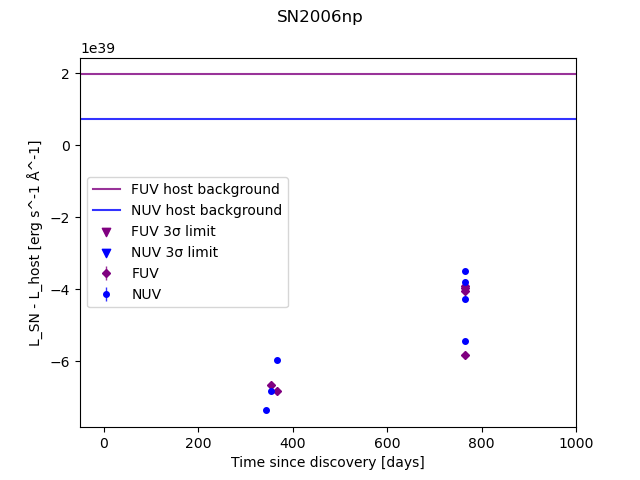 SN2006np
1e39
2
0
−2
−4
−6
L_SN - L_host [erg s^-1 Å^-1]
FUV host background
NUV host background
FUV 3σ limit
NUV 3σ limit
FUV
NUV
0 200 400 600 800 1000
Time since discovery [days]